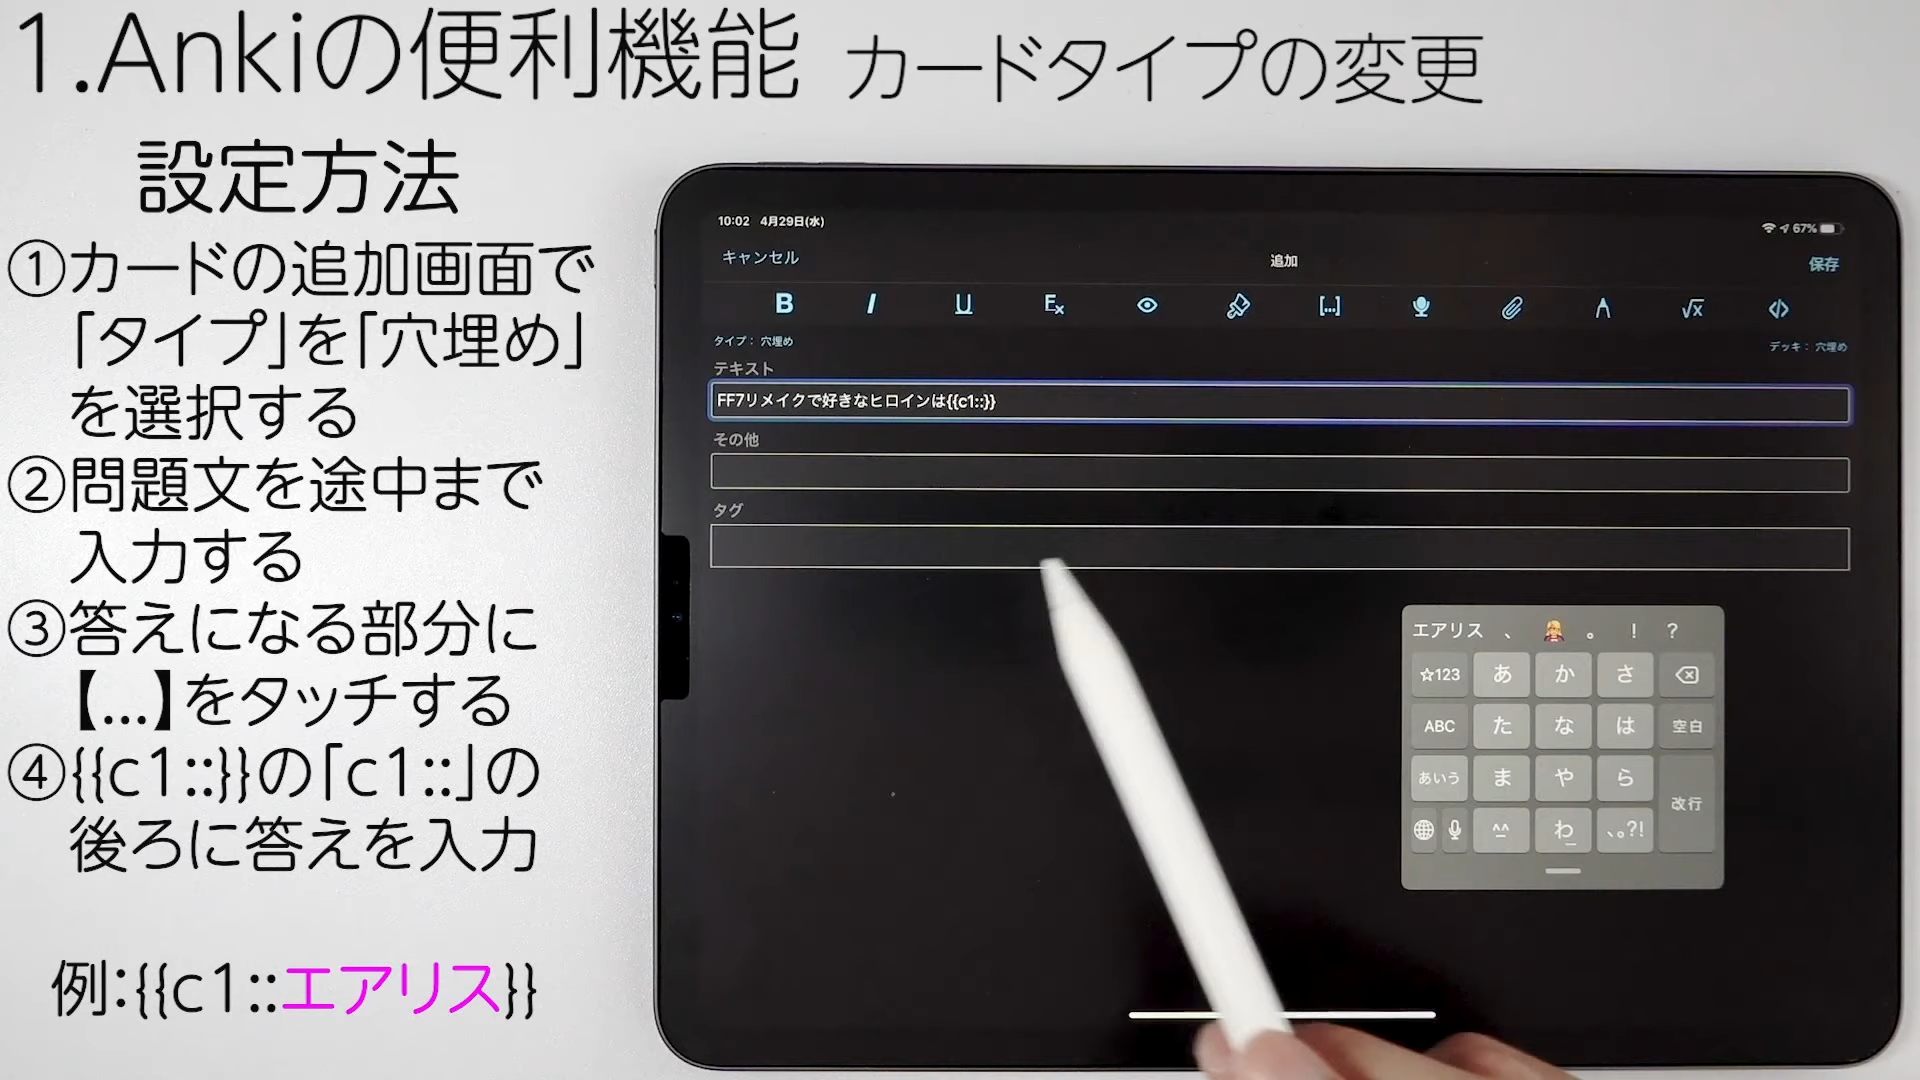 1.Ankiの便利機能 カードタイプの変更
設定方法
①カードの追加画面で
「タイプ」を「穴埋め」
を選択する
②問題文を途中まで
入力する
③答えになる部分に
【...】をタッチする
④{{c1::}}の「c1::」の
後ろに答えを入力
例:{{c1::エアリス}}
10:02 4月29日(水)
67%
キャンセル 追加 保存
B I U Ex [...] √x </>
タイプ: 穴埋め デッキ: 穴埋め
テキスト
FF7リメイクで好きなヒロインは{{c1::}}
その他
タグ
エアリス 、 。 ! ?
☆123 あ か さ
ABC た な は 空白
あいう ま や ら 改行
^^ わ 、。?!